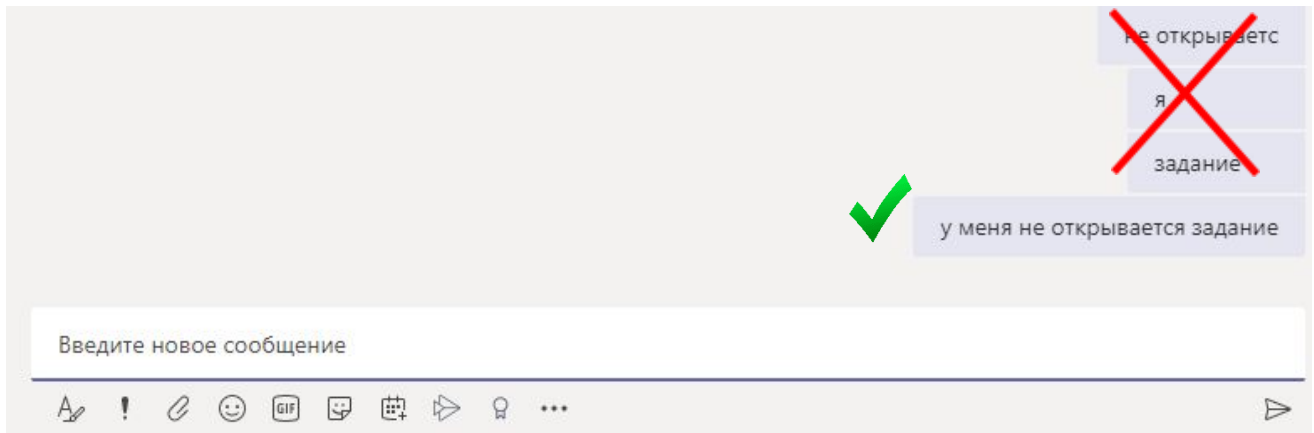 не открываетс
я
задание
у меня не открывается задание
Введите новое сообщение
GIF